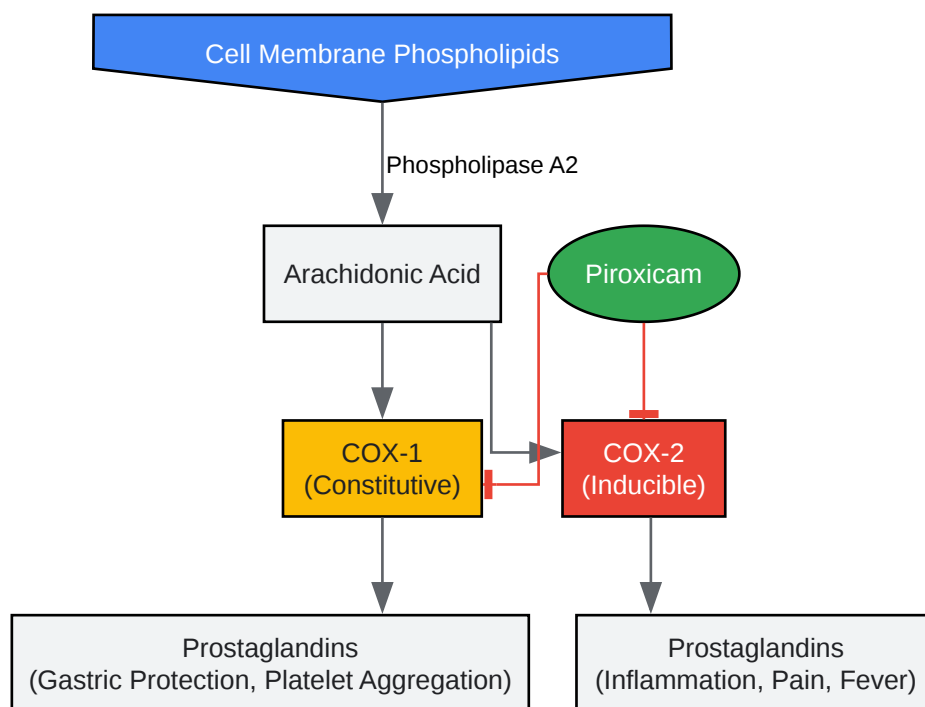 Cell Membrane Phospholipids
Phospholipase A2
Arachidonic Acid
Piroxicam
COX-1
(Constitutive)
COX-2
(Inducible)
Prostaglandins
(Gastric Protection, Platelet Aggregation)
Prostaglandins
(Inflammation, Pain, Fever)